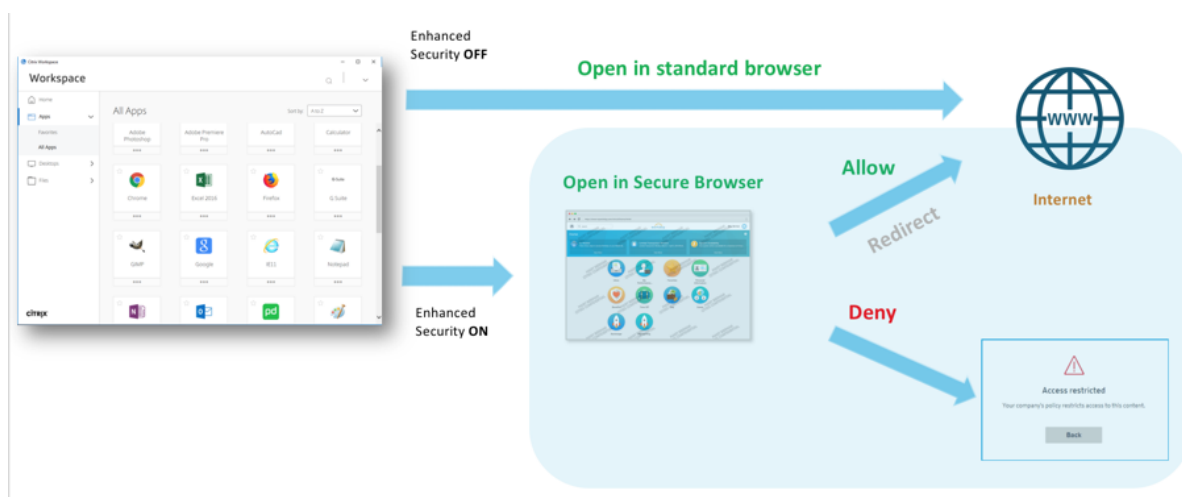 Enhanced
Security OFF
Open in standard browser
Citrix Workspace
Workspace
Home
Apps
Favorites
All Apps
Desktops
Files
All Apps
Sort by A to Z
Adobe Photoshop
Adobe Premiere Pro
AutoCad
Calculator
Chrome
Excel 2016
Firefox
G Suite
GIMP
Google
IE11
Notepad
citrix
Enhanced
Security ON
Open in Secure Browser
Allow
Redirect
Deny
WWW
Internet
Access restricted
Your company's policy restricts access to this content.
Back